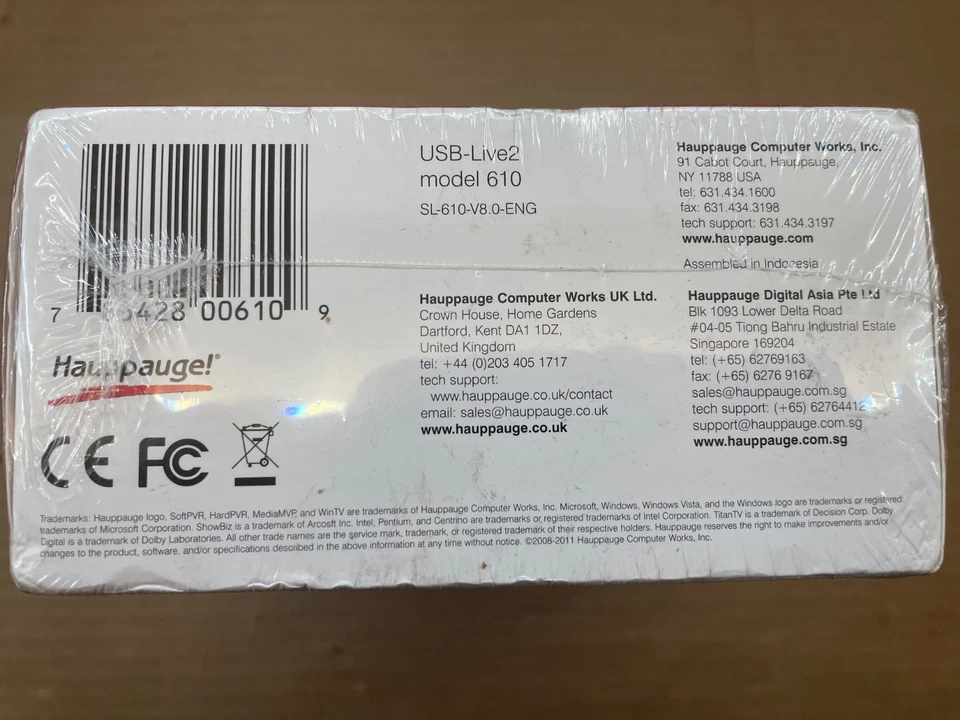 USB-Live2
model 610
SL-610-V8.0-ENG
Hauppauge Computer Works, Inc.
91 Cabot Court, Hauppauge,
NY 11788 USA
tel: 631.434.1600
fax: 631.434.3198
tech support: 631.434.3197
www.hauppauge.com
Assembled in Indonesia
7 428 00610 9
Hauppauge!®
Hauppauge Computer Works UK Ltd.
Crown House, Home Gardens
Dartford, Kent DA1 1DZ,
United Kingdom
tel: +44 (0)203 405 1717
tech support:
www.hauppauge.co.uk/contact
email: sales@hauppauge.co.uk
www.hauppauge.co.uk
Hauppauge Digital Asia Pte Ltd
Blk 1093 Lower Delta Road
#04-05 Tiong Bahru Industrial Estate
Singapore 169204
tel: (+65) 62769163
fax: (+65) 6276 9167
sales@hauppauge.com.sg
tech support: (+65) 62764412
support@hauppauge.com.sg
www.hauppauge.com.sg
CE FC
Trademarks: Hauppauge logo, SoftPVR, HardPVR, MediaMVP, and WinTV are trademarks of Hauppauge Computer Works, Inc. Microsoft, Windows, Windows Vista, and the Windows logo are trademarks or registered
trademarks of Microsoft Corporation. ShowBiz is a trademark of Arcosft Inc. Intel, Pentium, and Centrino are trademarks or registered trademarks of Intel Corporation. TitanTV is a trademark of Decision Corp. Dolby
Digital is a trademark of Dolby Laboratories. All other trade names are the service mark, trademark, or registered trademark of their respective holders. Hauppauge reserves the right to make improvements and/or
changes to the product, software, and/or specifications described in the above information at any time without notice. ©2008-2011 Hauppauge Computer Works, Inc.